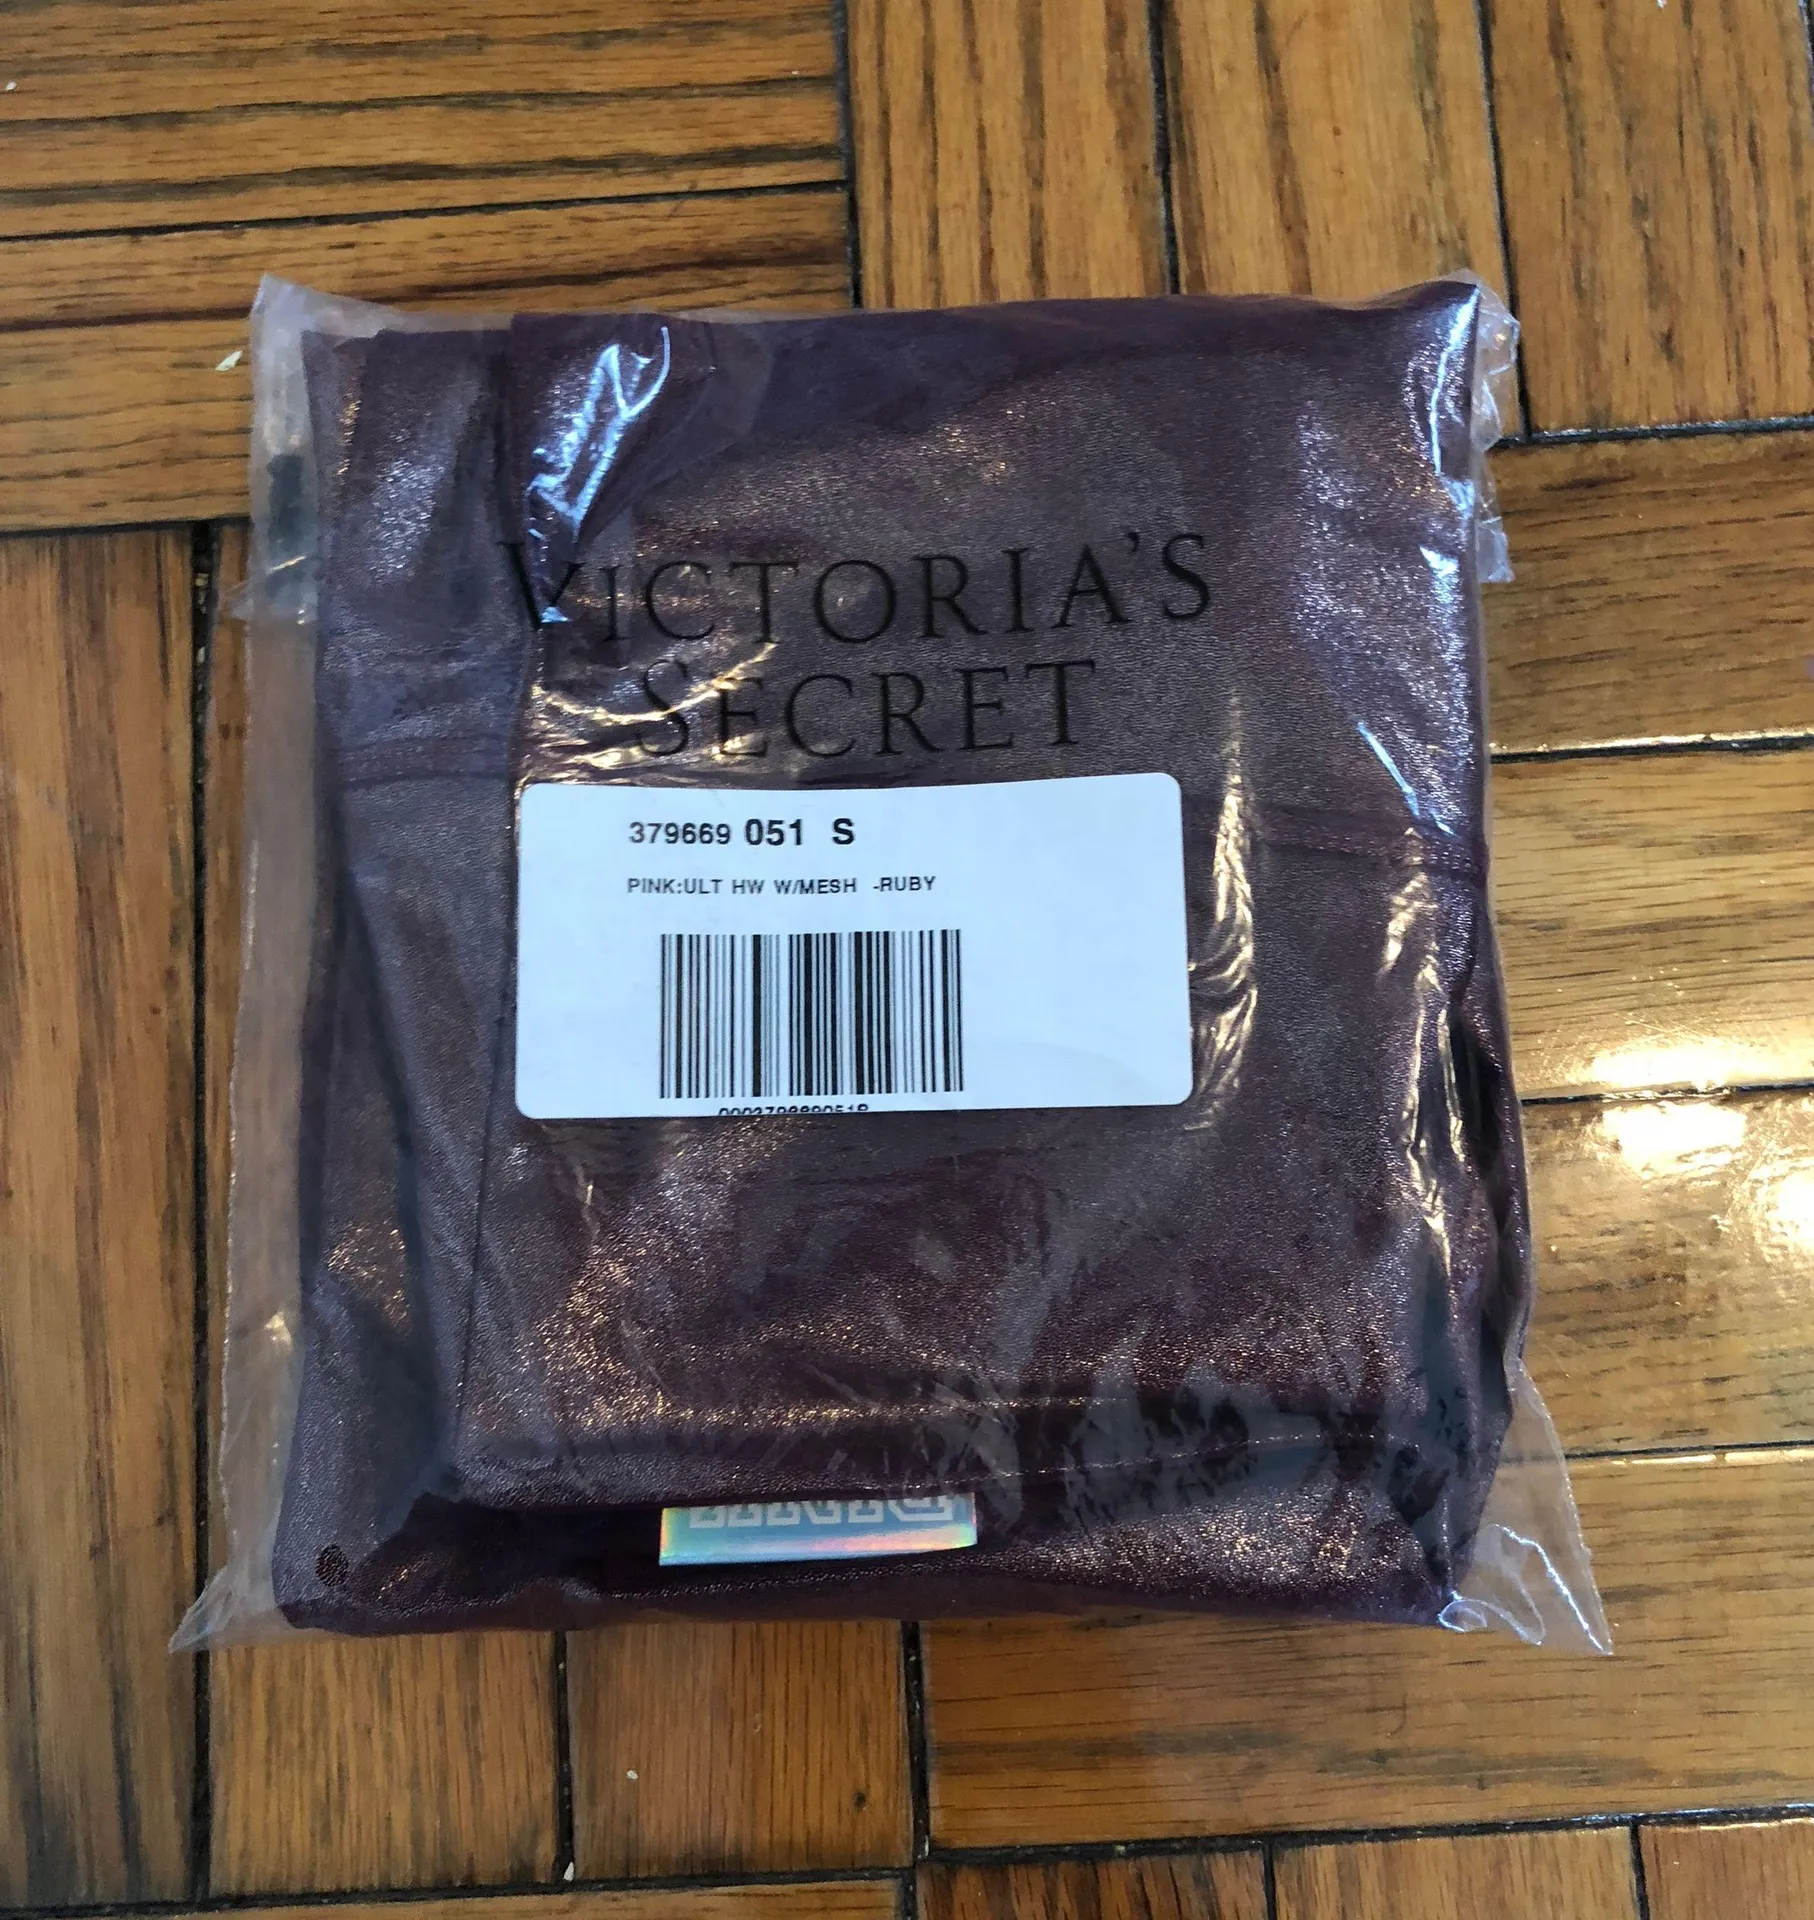 VICTORIA'S
SECRET
379669 051 S
PINK:ULT HW W/MESH -RUBY